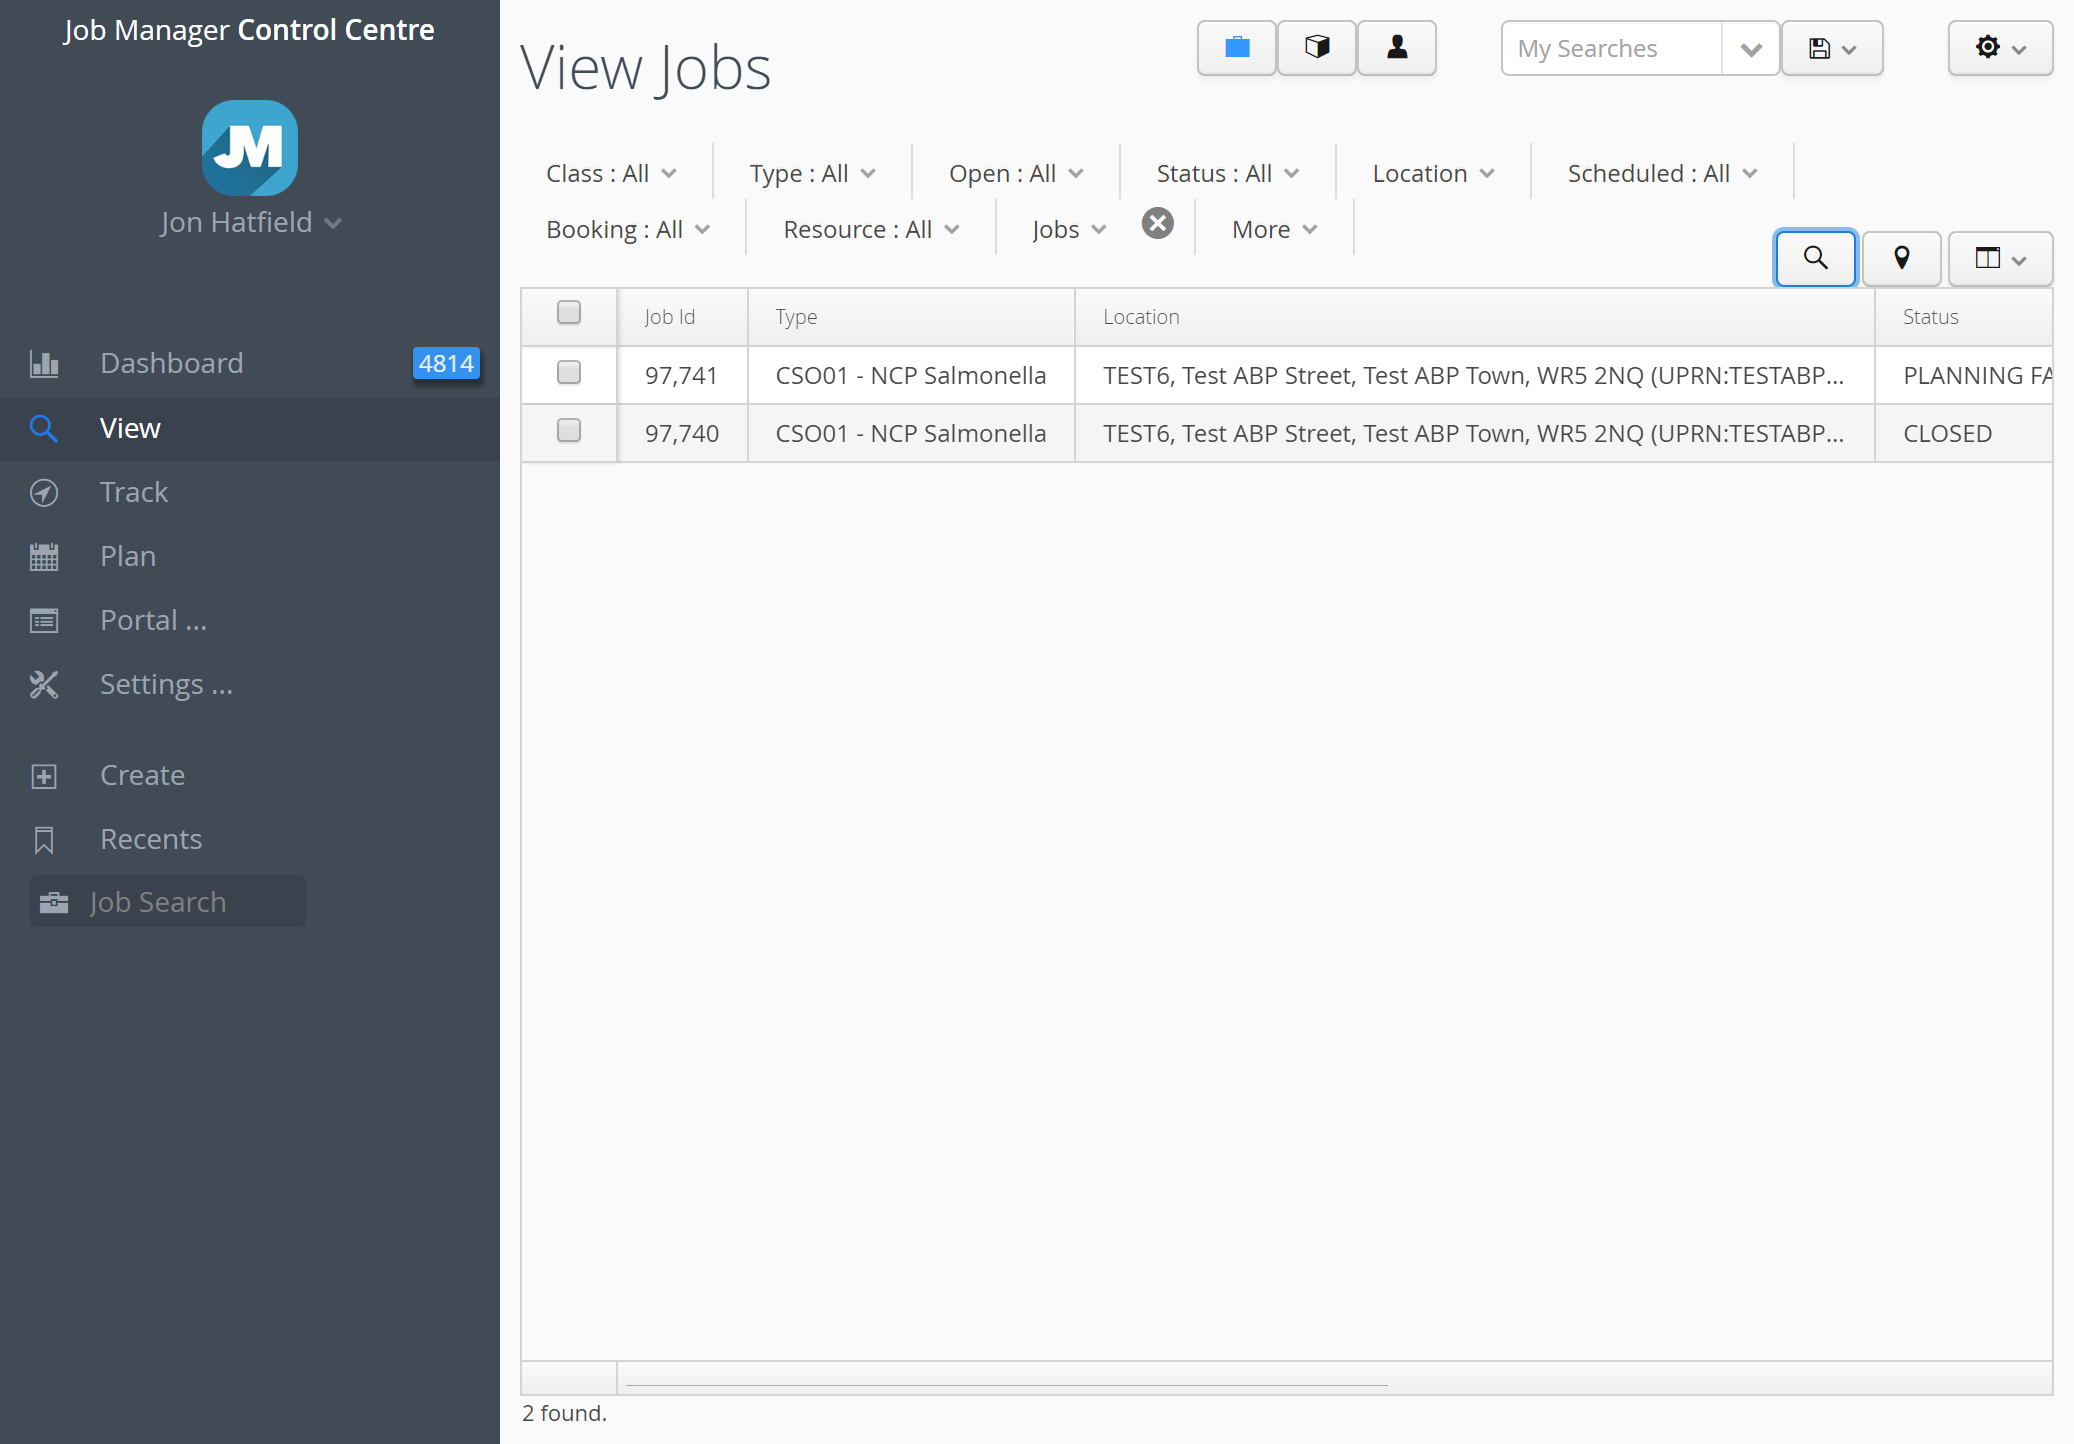 Job Manager Control Centre
JM
Jon Hatfield
Dashboard 4814
View
Track
Plan
Portal ...
Settings ...
Create
Recents
Job Search
View Jobs
My Searches
Class : All Type : All Open : All Status : All Location Scheduled : All
Booking : All Resource : All Jobs More
Job Id Type Location Status
97,741 CSO01 - NCP Salmonella TEST6, Test ABP Street, Test ABP Town, WR5 2NQ (UPRN:TESTABP... PLANNING FA
97,740 CSO01 - NCP Salmonella TEST6, Test ABP Street, Test ABP Town, WR5 2NQ (UPRN:TESTABP... CLOSED
2 found.